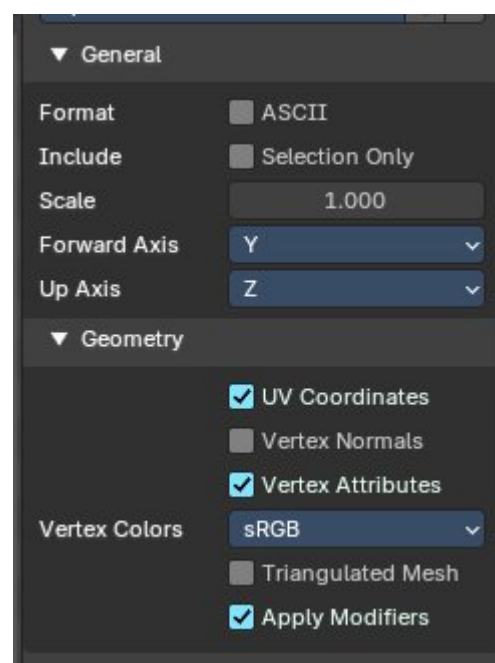 General
Format ASCII
Include Selection Only
Scale 1.000
Forward Axis Y
Up Axis Z
Geometry
UV Coordinates
Vertex Normals
Vertex Attributes
Vertex Colors sRGB
Triangulated Mesh
Apply Modifiers